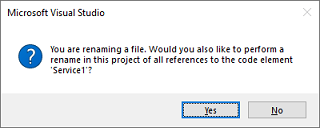 Microsoft Visual Studio
You are renaming a file. Would you also like to perform a
rename in this project of all references to the code element
'Service1'?
Yes
No